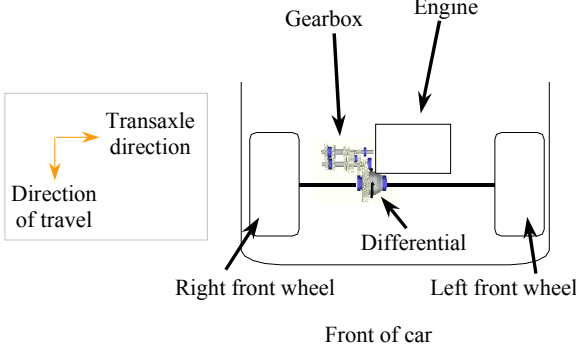 Engine
Gearbox
Transaxle
direction
Direction
of travel
Differential
Right front wheel
Left front wheel
Front of car